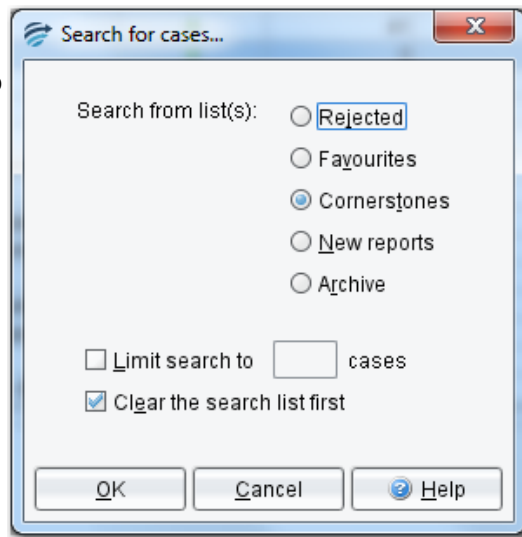 Search for cases...
Search from list(s):
Rejected
Favourites
Cornerstones
New reports
Archive
Limit search to cases
Clear the search list first
OK Cancel Help